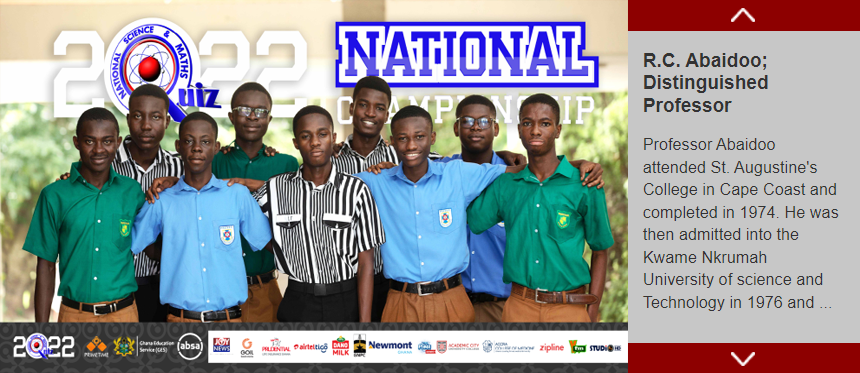 2022
NATIONAL SCIENCE & MATHS
Quiz
NATIONAL
CHAMPIONSHIP
R.C. Abaidoo;
Distinguished
Professor
Professor Abaidoo
attended St. Augustine's
College in Cape Coast and
completed in 1974. He was
then admitted into the
Kwame Nkrumah
University of science and
Technology in 1976 and ...
2022
PRIMETIME
Ghana Education
Service (GES)
absa
JOY
NEWS
GOIL
PRUDENTIAL
airteltigo
DANO
MILK
GNPC
Newmont
ACADEMIC CITY
UNIVERSITY COLLEGE
zipline